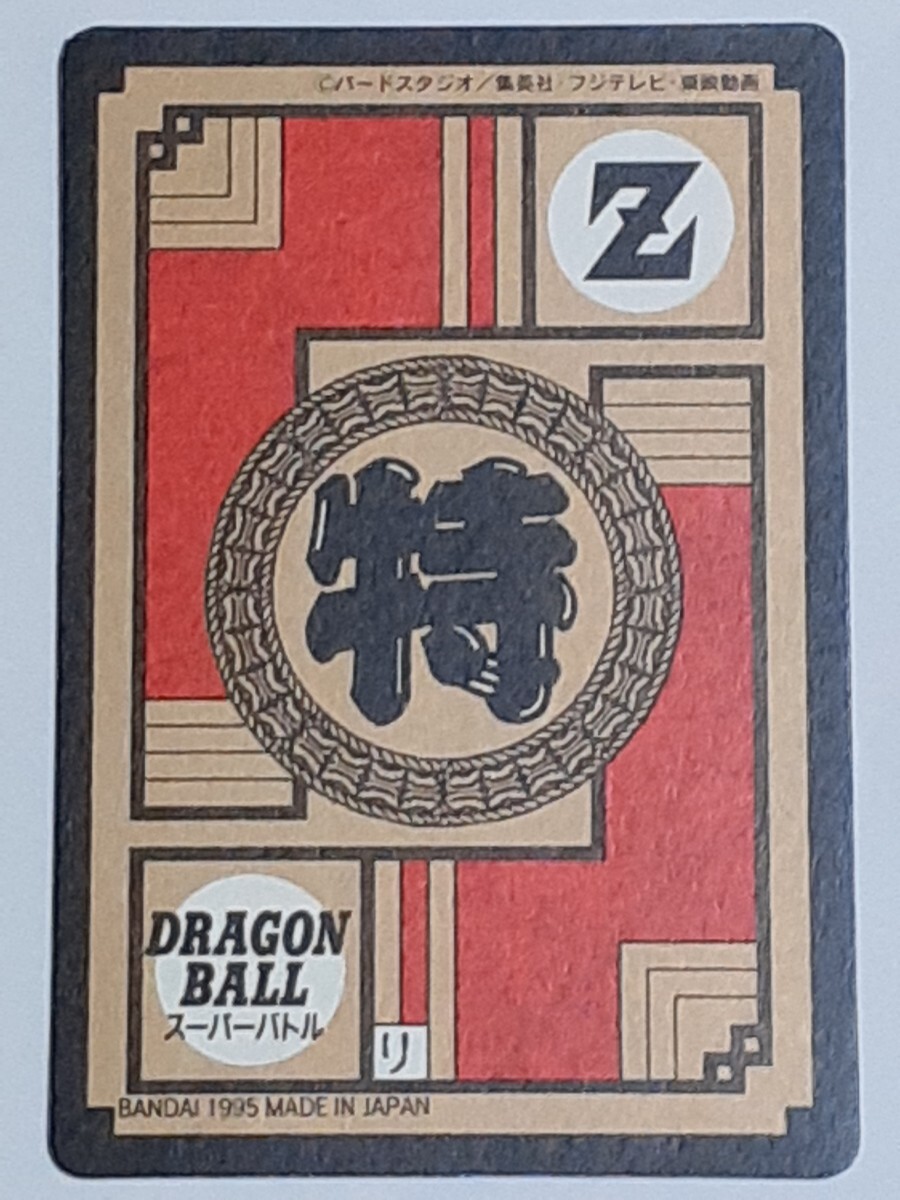 ©バードスタジオ／集英社・フジテレビ・東映動画
Z
特
DRAGON
BALL
スーパーバトル
リ
BANDAI 1995 MADE IN JAPAN